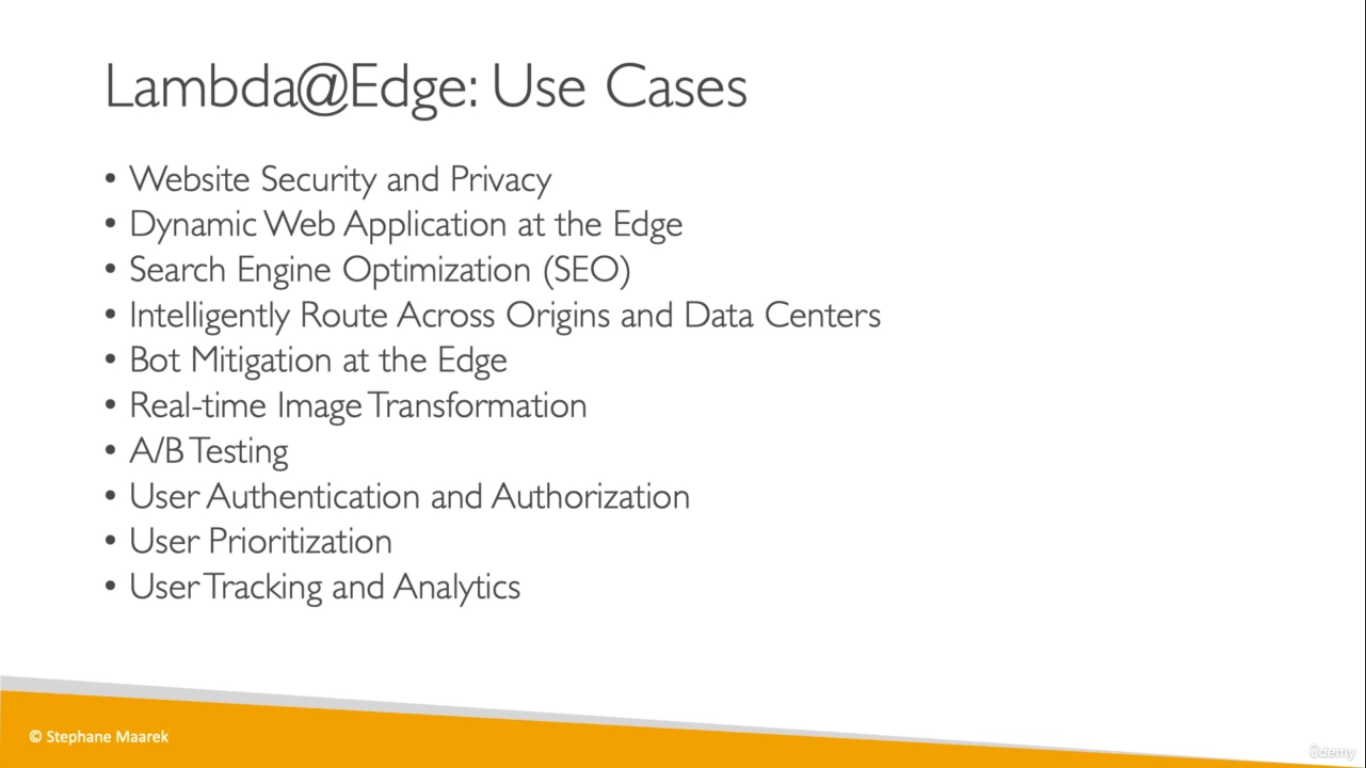 Lambda@Edge: Use Cases
• Website Security and Privacy
• Dynamic Web Application at the Edge
• Search Engine Optimization (SEO)
• Intelligently Route Across Origins and Data Centers
• Bot Mitigation at the Edge
• Real-time Image Transformation
• A/B Testing
• User Authentication and Authorization
• User Prioritization
• User Tracking and Analytics
© Stephane Maarek
ûdemy